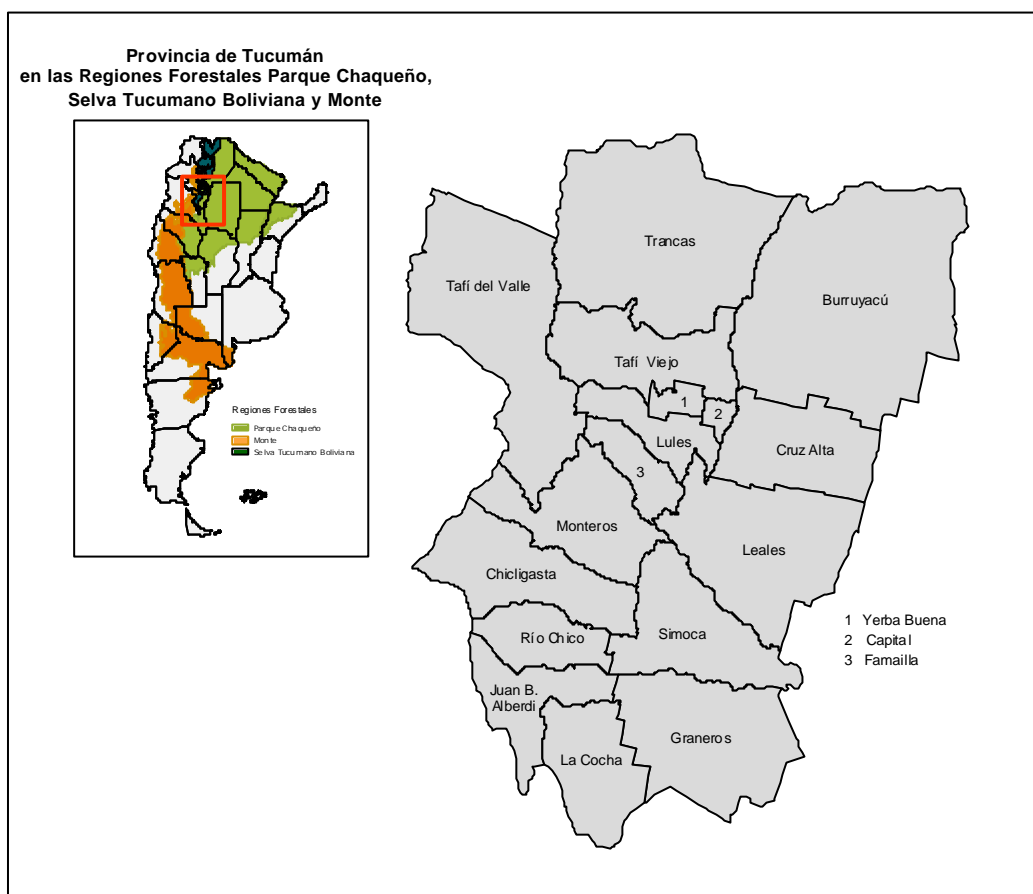 Provincia de Tucumán
en las Regiones Forestales Parque Chaqueño,
Selva Tucumano Boliviana y Monte
Regiones Forestales
Parque Chaqueño
Monte
Selva Tucumano Boliviana
Trancas
Tafí del Valle
Burruyacú
Tafí Viejo
1
2
Lules
Cruz Alta
3
Monteros
Leales
Chicligasta
Río Chico
Simoca
1 Yerba Buena
2 Capital
3 Famailla
Juan B.
Alberdi
Graneros
La Cocha